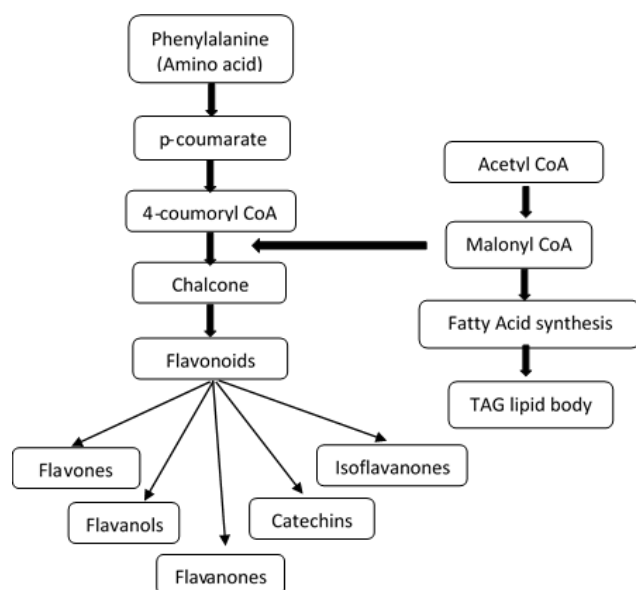 Phenylalanine
(Amino acid)
p-coumarate
4-coumoryl CoA
Chalcone
Flavonoids
Acetyl CoA
Malonyl CoA
Fatty Acid synthesis
TAG lipid body
Flavones
Flavanols
Flavanones
Catechins
Isoflavanones